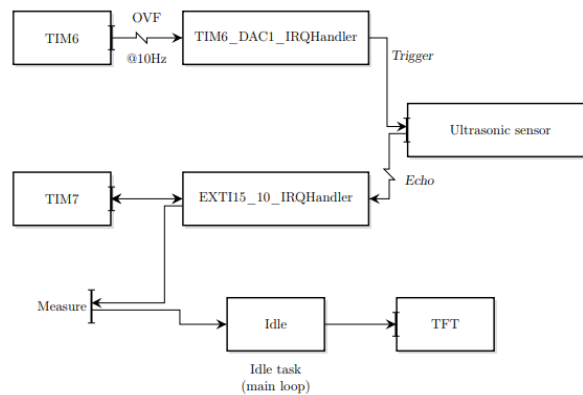 OVF
TIM6
TIM6_DAC1_IRQHandler
@10Hz
Trigger
Ultrasonic sensor
Echo
TIM7
EXTI15_10_IRQHandler
Measure
Idle
TFT
Idle task
(main loop)